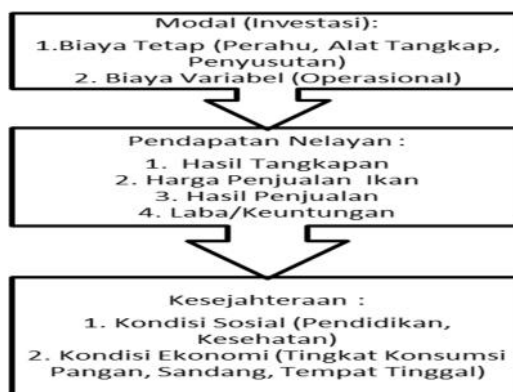 Modal (Investasi):
1.Biaya Tetap (Perahu, Alat Tangkap,
Penyusutan)
2. Biaya Variabel (Operasional)
Pendapatan Nelayan :
1. Hasil Tangkapan
2. Harga Penjualan Ikan
3. Hasil Penjualan
4. Laba/Keuntungan
Kesejahteraan :
1. Kondisi Sosial (Pendidikan,
Kesehatan)
2. Kondisi Ekonomi (Tingkat Konsumsi
Pangan, Sandang, Tempat Tinggal)